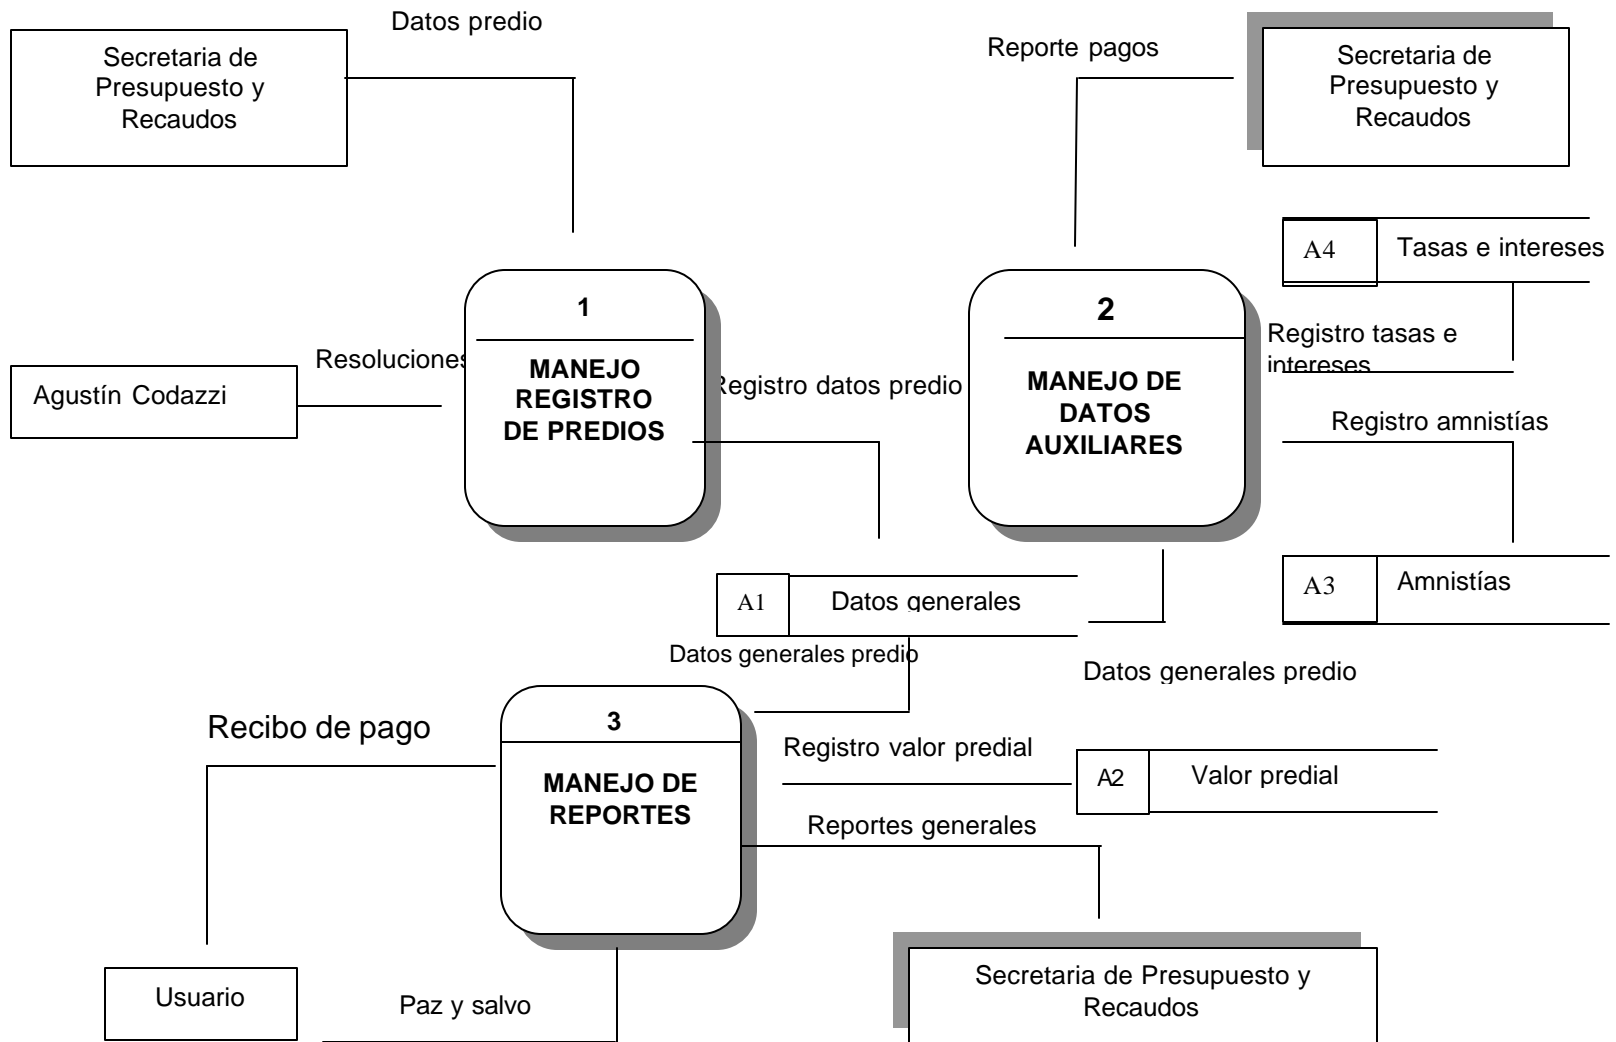 Datos predio
Secretaria de
Presupuesto y
Recaudos
Reporte pagos
Secretaria de
Presupuesto y
Recaudos
A4
Tasas e intereses
1
MANEJO
REGISTRO
DE PREDIOS
2
MANEJO DE
DATOS
AUXILIARES
Registro tasas e
intereses
Resoluciones
Agustín Codazzi
Registro datos predio
Registro amnistías
A1
Datos generales
A3
Amnistías
Datos generales predio
Datos generales predio
Recibo de pago
3
MANEJO DE
REPORTES
Registro valor predial
A2
Valor predial
Reportes generales
Usuario
Paz y salvo
Secretaria de Presupuesto y
Recaudos